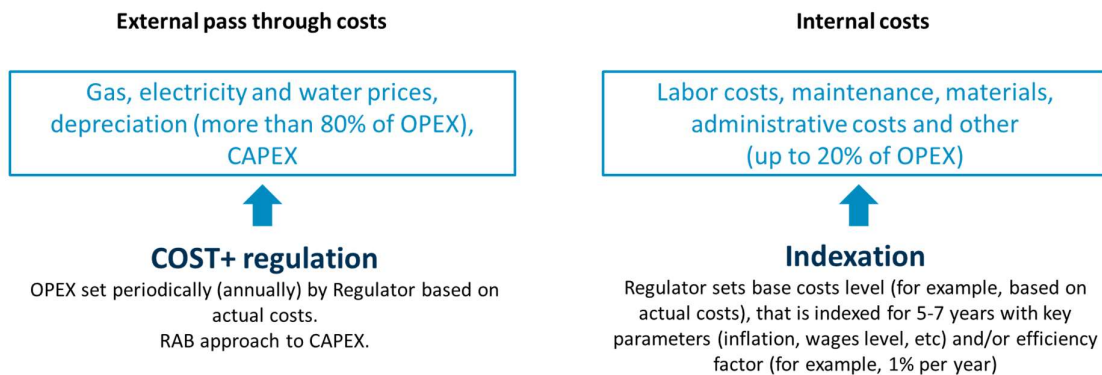 External pass through costs
Gas, electricity and water prices,
depreciation (more than 80% of OPEX),
CAPEX
COST+ regulation
OPEX set periodically (annually) by Regulator based on
actual costs.
RAB approach to CAPEX.
Internal costs
Labor costs, maintenance, materials,
administrative costs and other
(up to 20% of OPEX)
Indexation
Regulator sets base costs level (for example, based on
actual costs), that is indexed for 5-7 years with key
parameters (inflation, wages level, etc) and/or efficiency
factor (for example, 1% per year)